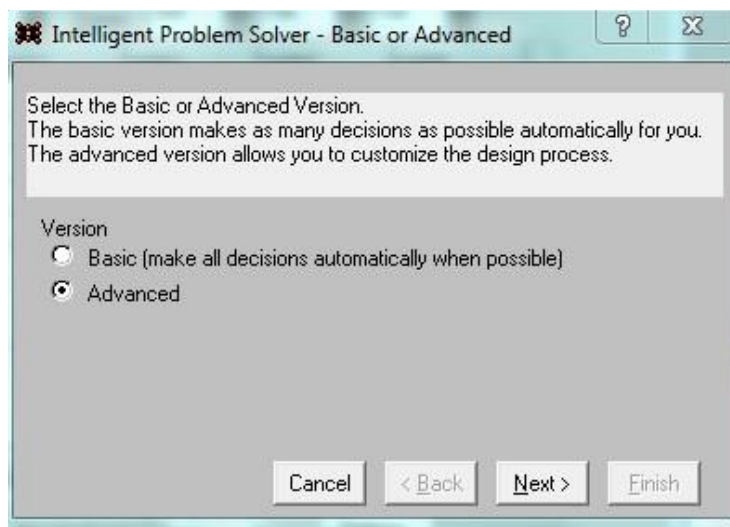 Intelligent Problem Solver - Basic or Advanced
Select the Basic or Advanced Version.
The basic version makes as many decisions as possible automatically for you.
The advanced version allows you to customize the design process.
Version
Basic (make all decisions automatically when possible)
Advanced
Cancel < Back Next > Finish